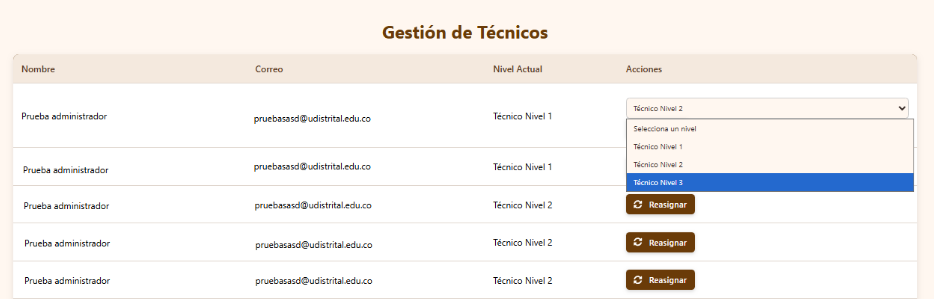 Gestión de Técnicos
Nombre Correo Nivel Actual Acciones
Prueba administrador pruebasasd@udistrital.edu.co Técnico Nivel 1 Técnico Nivel 2
Selecciona un nivel
Técnico Nivel 1
Técnico Nivel 2
Técnico Nivel 3
Prueba administrador pruebasasd@udistrital.edu.co Técnico Nivel 1
Prueba administrador pruebasasd@udistrital.edu.co Técnico Nivel 2 Reasignar
Prueba administrador pruebasasd@udistrital.edu.co Técnico Nivel 2 Reasignar
Prueba administrador pruebasasd@udistrital.edu.co Técnico Nivel 2 Reasignar